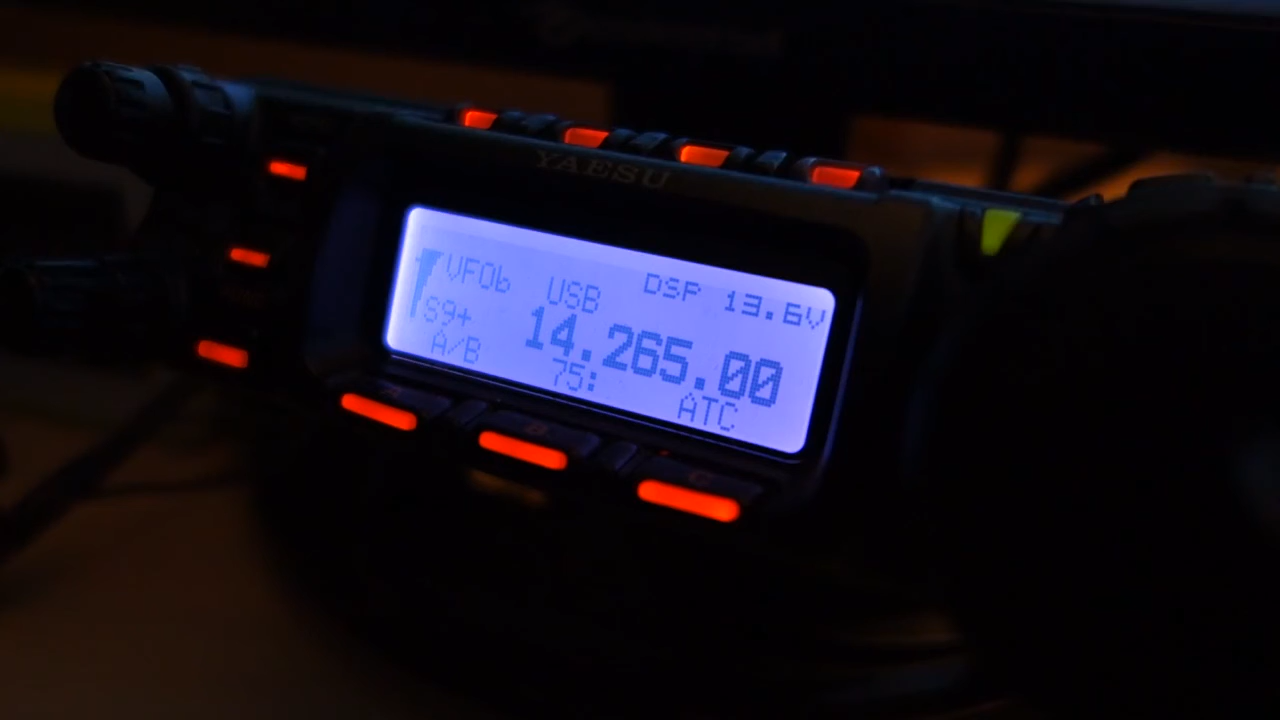 YAESU
VFOb USB DSP 13.6V
S9+ 14.265.00
A/B 75: ATC